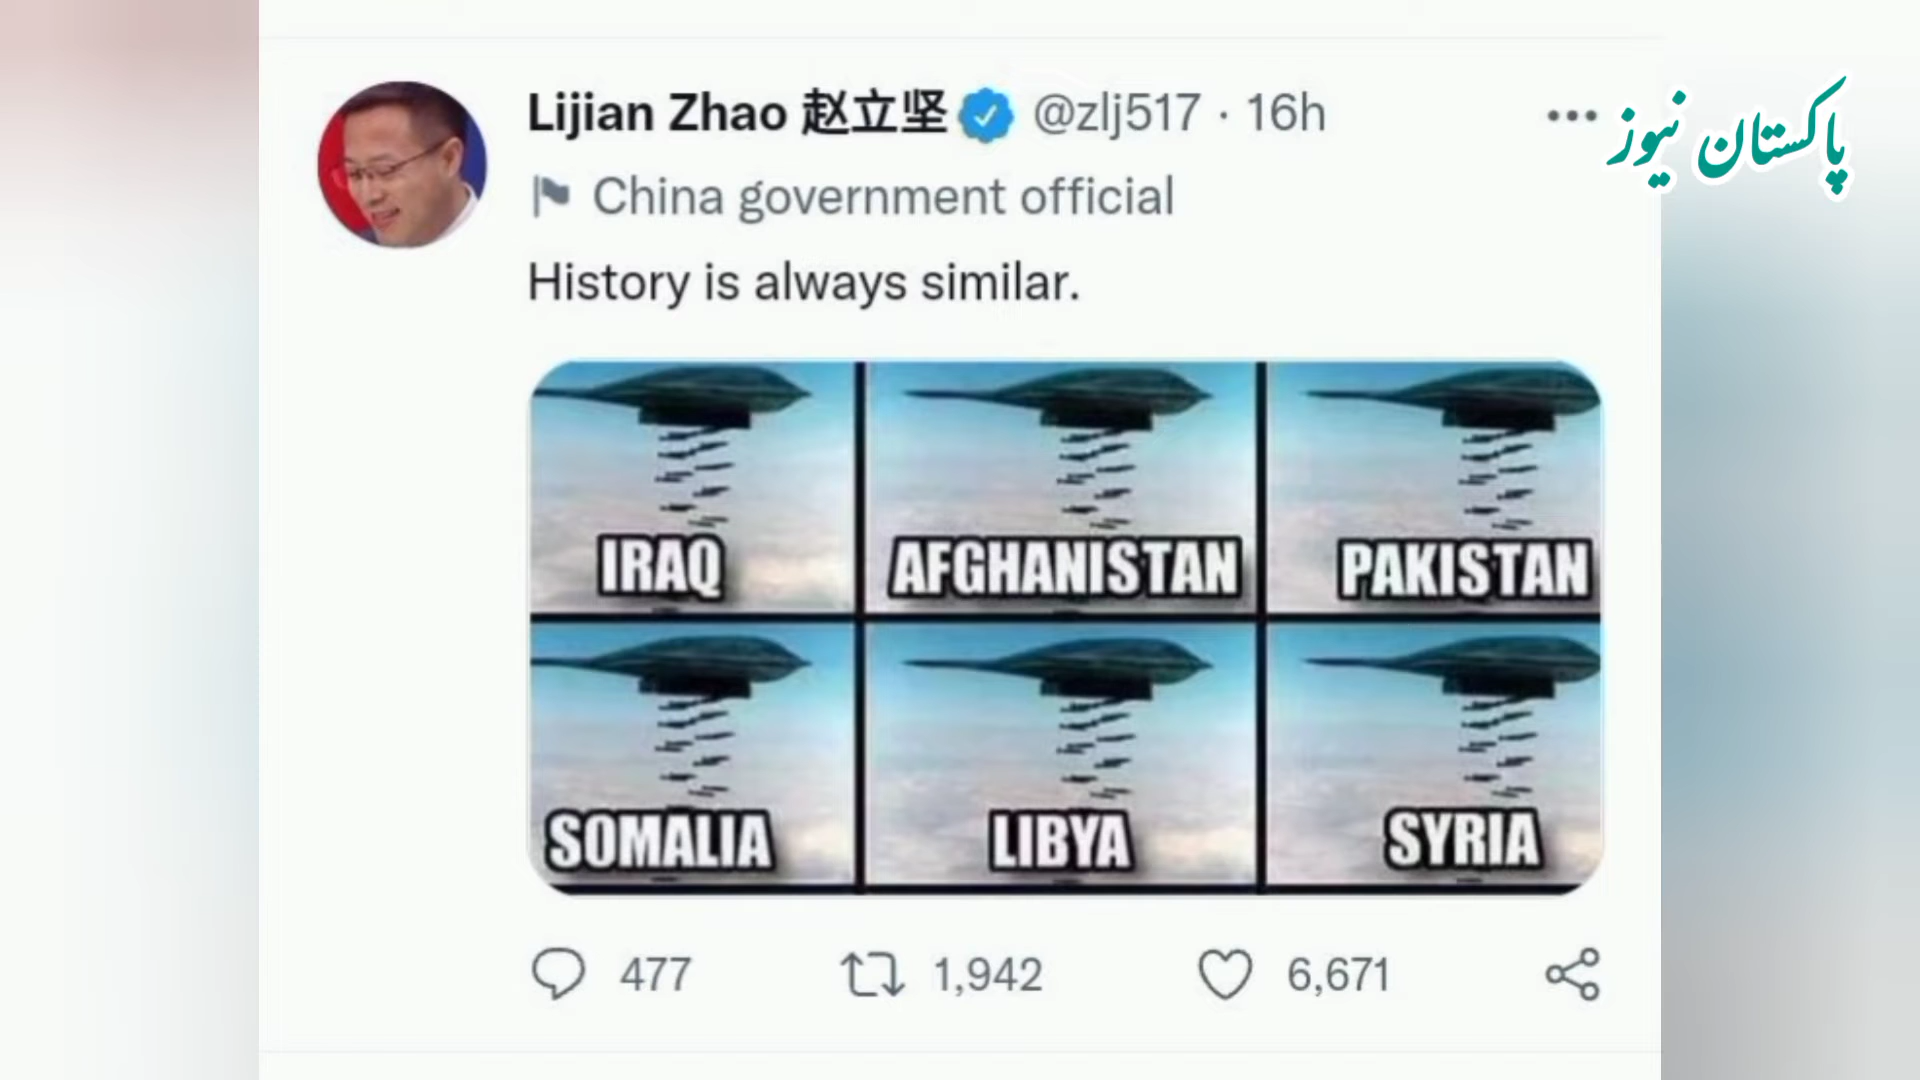 Lijian Zhao 赵立坚 @zlj517 · 16h
پاکستان نیوز
China government official
History is always similar.
IRAQ
AFGHANISTAN
PAKISTAN
SOMALIA
LIBYA
SYRIA
477
1,942
6,671